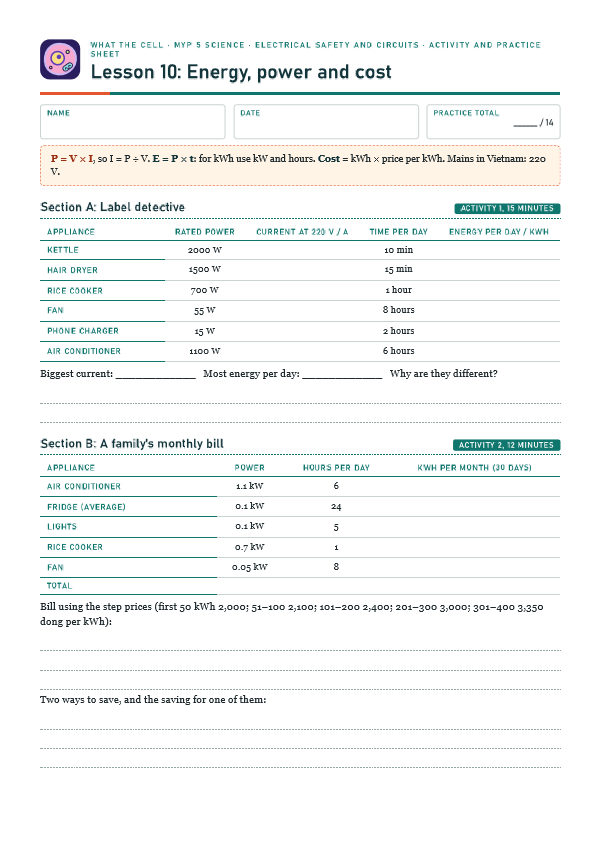 WHAT THE CELL · MYP 5 SCIENCE · ELECTRICAL SAFETY AND CIRCUITS · ACTIVITY AND PRACTICE
SHEET
Lesson 10: Energy, power and cost
NAME DATE PRACTICE TOTAL
_____ / 14
P = V × I, so I = P ÷ V. E = P × t: for kWh use kW and hours. Cost = kWh × price per kWh. Mains in Vietnam: 220
V.
Section A: Label detective ACTIVITY 1, 15 MINUTES
APPLIANCE RATED POWER CURRENT AT 220 V / A TIME PER DAY ENERGY PER DAY / KWH
KETTLE 2000 W 10 min
HAIR DRYER 1500 W 15 min
RICE COOKER 700 W 1 hour
FAN 55 W 8 hours
PHONE CHARGER 15 W 2 hours
AIR CONDITIONER 1100 W 6 hours
Biggest current: ______________ Most energy per day: ______________ Why are they different?
Section B: A family's monthly bill ACTIVITY 2, 12 MINUTES
APPLIANCE POWER HOURS PER DAY KWH PER MONTH (30 DAYS)
AIR CONDITIONER 1.1 kW 6
FRIDGE (AVERAGE) 0.1 kW 24
LIGHTS 0.1 kW 5
RICE COOKER 0.7 kW 1
FAN 0.05 kW 8
TOTAL
Bill using the step prices (first 50 kWh 2,000; 51–100 2,100; 101–200 2,400; 201–300 3,000; 301–400 3,350
dong per kWh):
Two ways to save, and the saving for one of them: